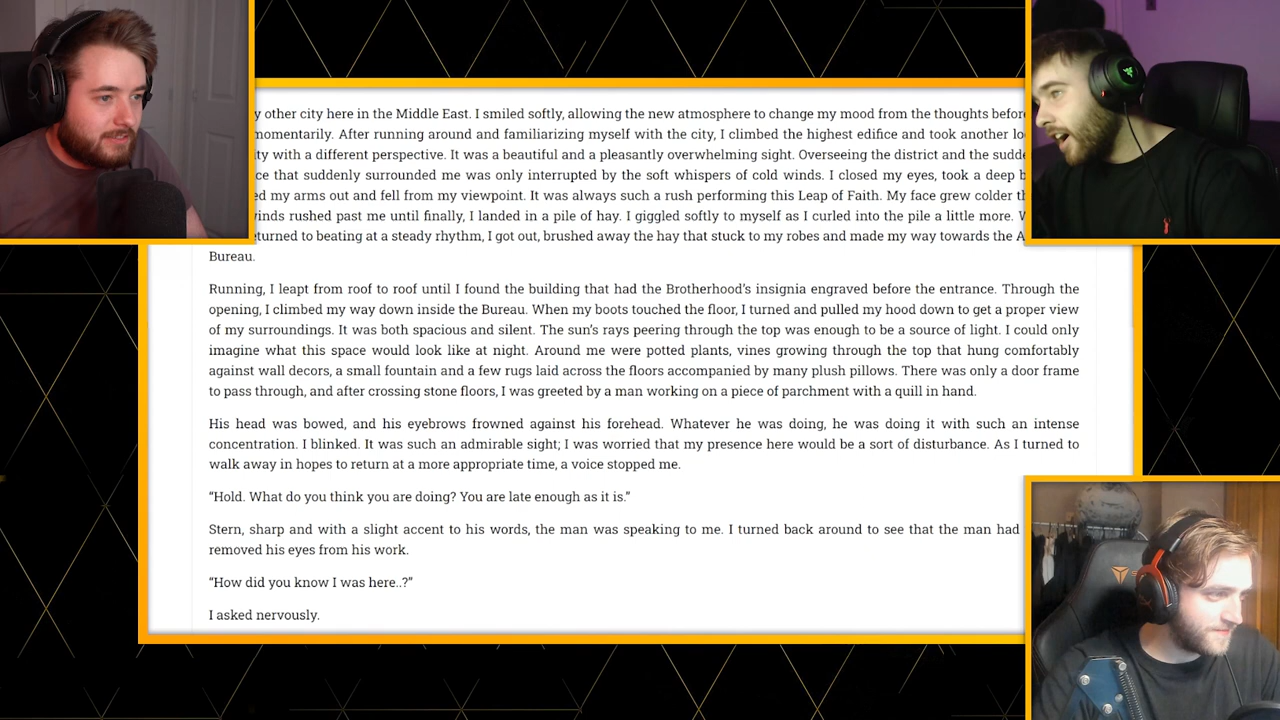 y other city here in the Middle East. I smiled softly, allowing the new atmosphere to change my mood from the thoughts before
momentarily. After running around and familiarizing myself with the city, I climbed the highest edifice and took another
with a different perspective. It was a beautiful and a pleasantly overwhelming sight. Overseeing the district and the
that suddenly surrounded me was only interrupted by the soft whispers of cold winds. I closed my eyes, took a deep
my arms out and fell from my viewpoint. It was always such a rush performing this Leap of Faith. My face grew colder
rushed past me until finally, I landed in a pile of hay. I giggled softly to myself as I curled into the pile a little more.
to beating at a steady rhythm, I got out, brushed away the hay that stuck to my robes and made my way towards the
Bureau.
Running, I leapt from roof to roof until I found the building that had the Brotherhood’s insignia engraved before the entrance. Through the
opening, I climbed my way down inside the Bureau. When my boots touched the floor, I turned and pulled my hood down to get a proper view
of my surroundings. It was both spacious and silent. The sun’s rays peering through the top was enough to be a source of light. I could only
imagine what this space would look like at night. Around me were potted plants, vines growing through the top that hung comfortably
against wall decors, a small fountain and a few rugs laid across the floors accompanied by many plush pillows. There was only a door frame
to pass through, and after crossing stone floors, I was greeted by a man working on a piece of parchment with a quill in hand.
His head was bowed, and his eyebrows frowned against his forehead. Whatever he was doing, he was doing it with such an intense
concentration. I blinked. It was such an admirable sight; I was worried that my presence here would be a sort of disturbance. As I turned to
walk away in hopes to return at a more appropriate time, a voice stopped me.
“Hold. What do you think you are doing? You are late enough as it is.”
Stern, sharp and with a slight accent to his words, the man was speaking to me. I turned back around to see that the man had
removed his eyes from his work.
“How did you know I was here..?”
I asked nervously.